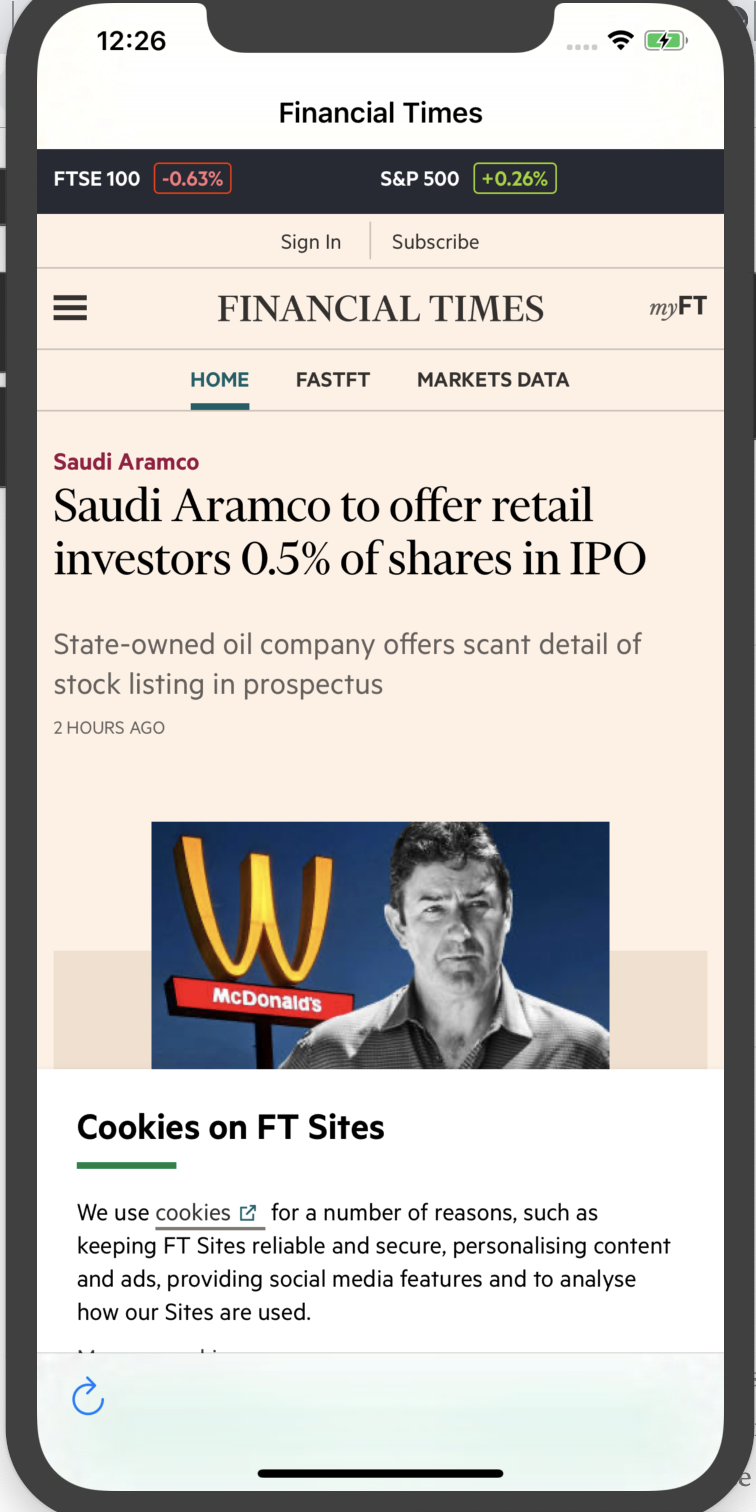 12:26
Financial Times
FTSE 100 -0.63% S&P 500 +0.26%
Sign In Subscribe
FINANCIAL TIMES myFT
HOME FASTFT MARKETS DATA
Saudi Aramco
Saudi Aramco to offer retail
investors 0.5% of shares in IPO
State-owned oil company offers scant detail of
stock listing in prospectus
2 HOURS AGO
McDonald's
Cookies on FT Sites
We use cookies for a number of reasons, such as
keeping FT Sites reliable and secure, personalising content
and ads, providing social media features and to analyse
how our Sites are used.